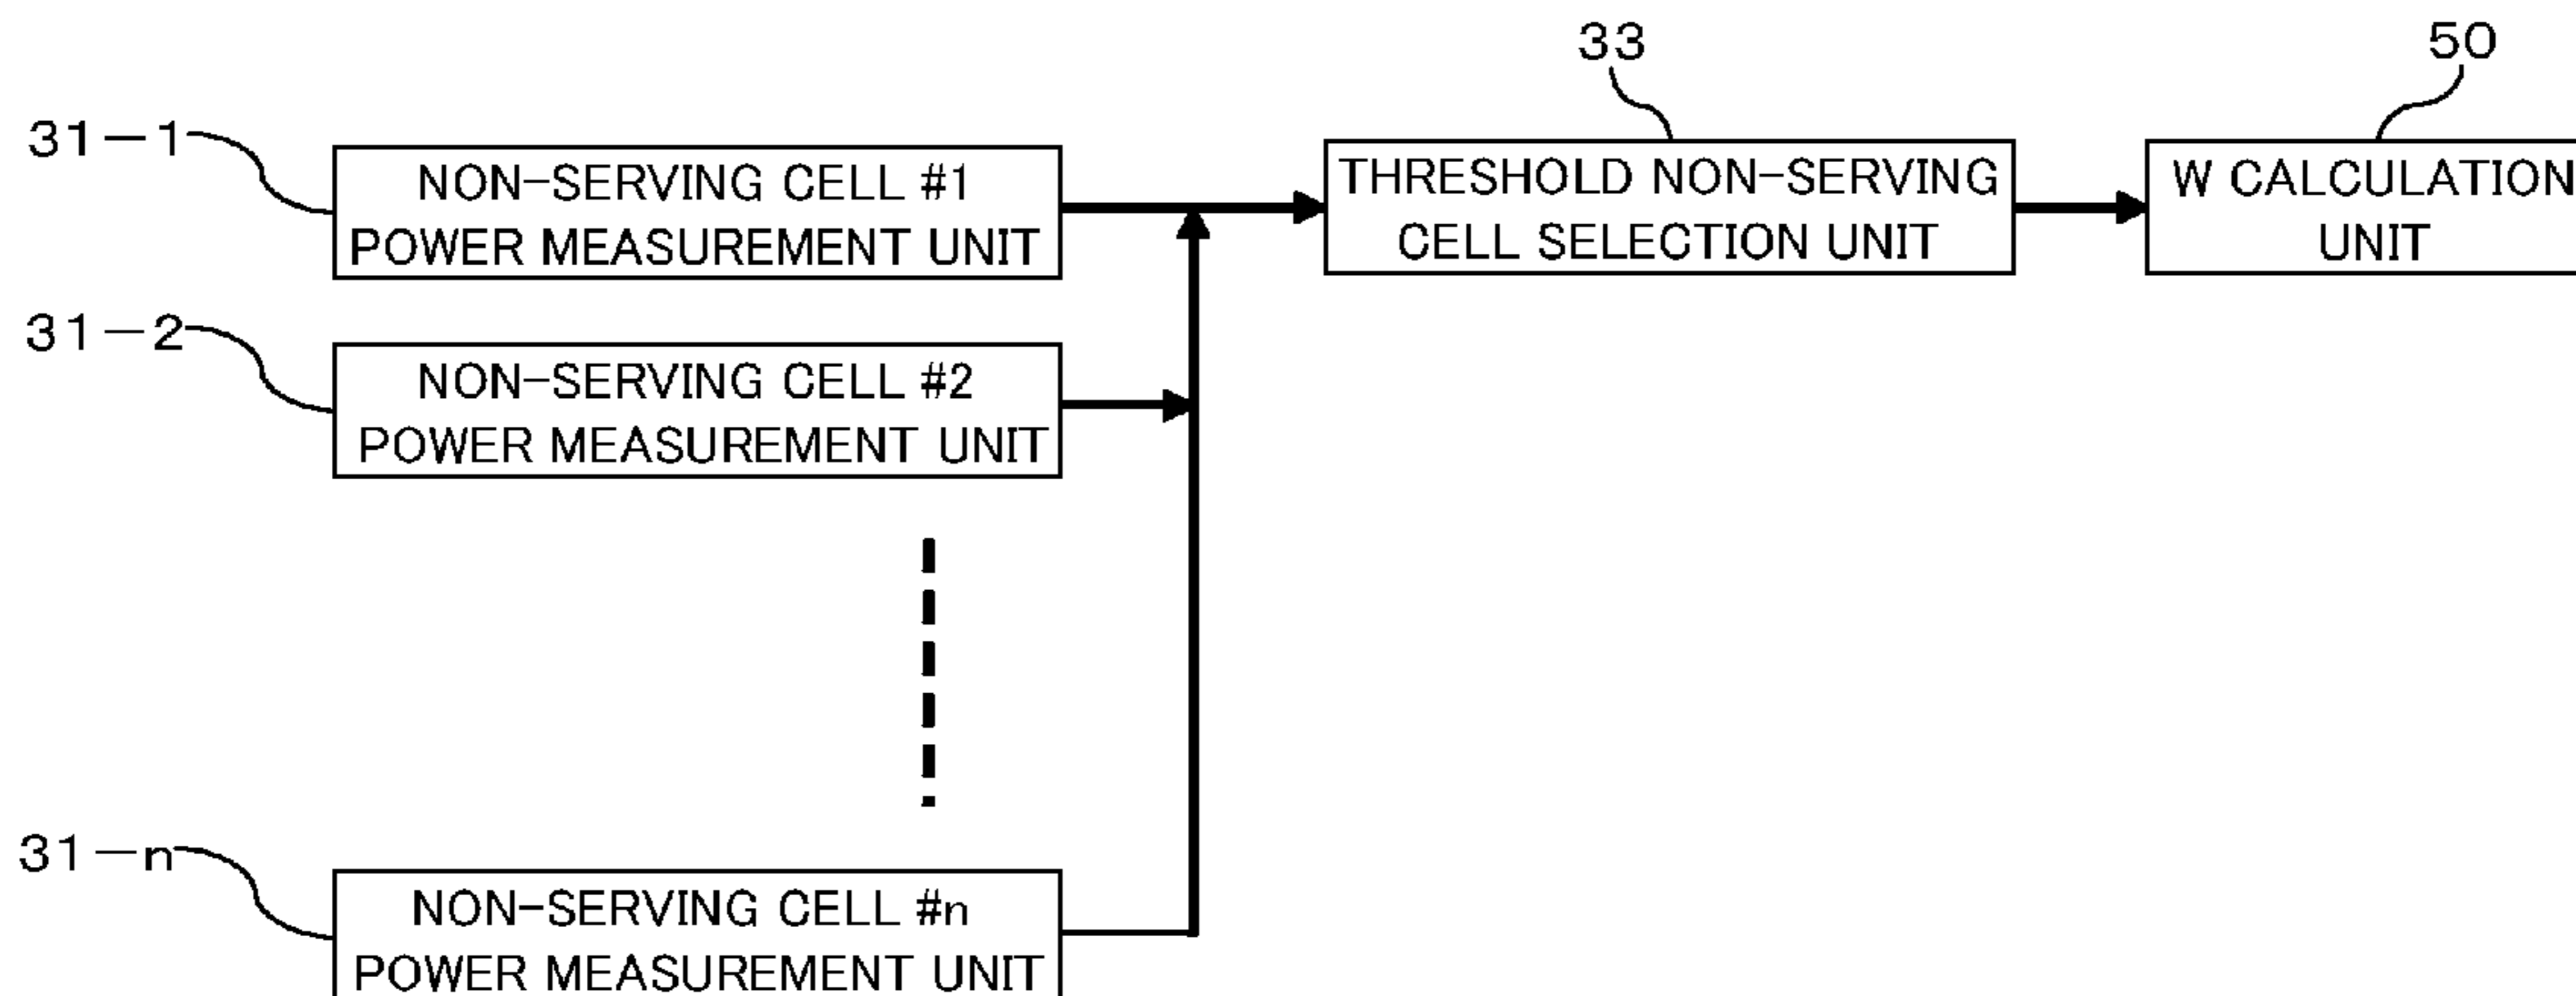 33
50
31-1
NON-SERVING CELL #1
POWER MEASUREMENT UNIT
THRESHOLD NON-SERVING
CELL SELECTION UNIT
W CALCULATION
UNIT
31-2
NON-SERVING CELL #2
POWER MEASUREMENT UNIT
31-n
NON-SERVING CELL #n
POWER MEASUREMENT UNIT